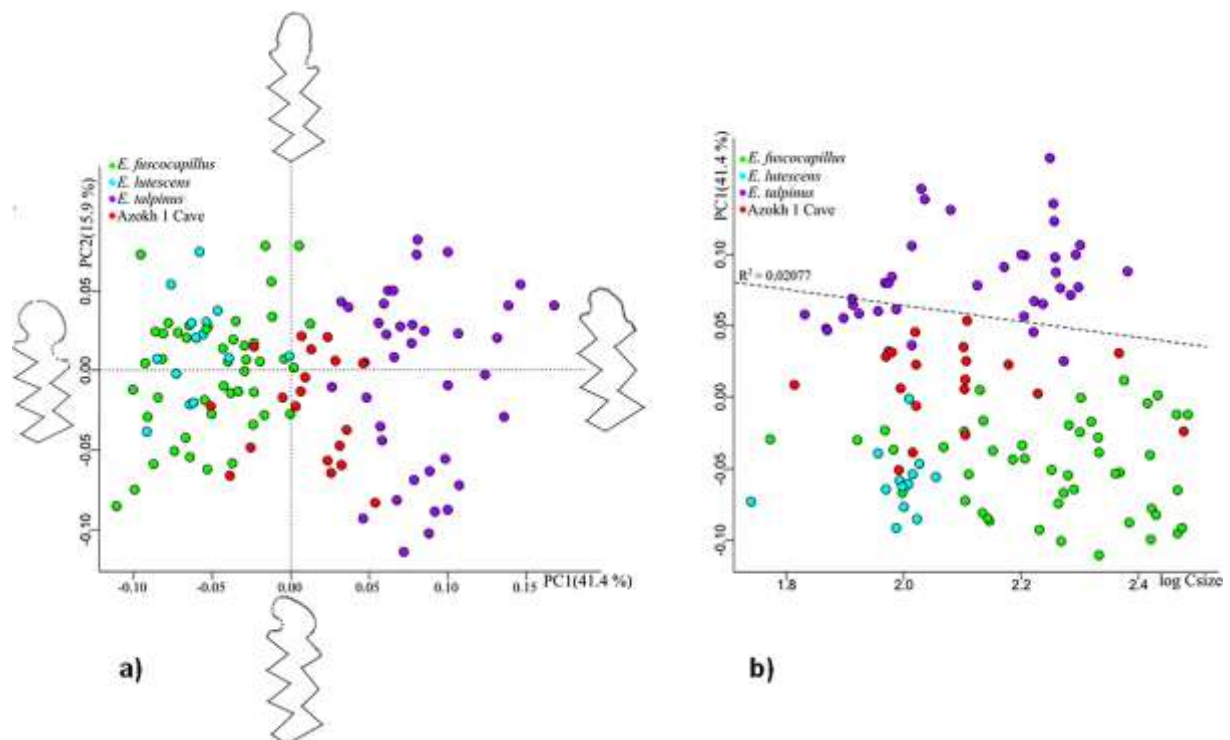 E. fuscocapillus
E. lutescens
E. talpinus
Azokh 1 Cave
PC2(15.9 %)
0.05
0.00
-0.05
-0.10
-0.10
-0.05
0.00
0.05
0.10
0.15
PC1(41.4 %)
a)
E. fuscocapillus
E. lutescens
E. talpinus
Azokh 1 Cave
PC1(41.4 %)
0.10
0.05
0.00
-0.05
-0.10
R² = 0.02077
1.8
2.0
2.2
2.4
log Csize
b)